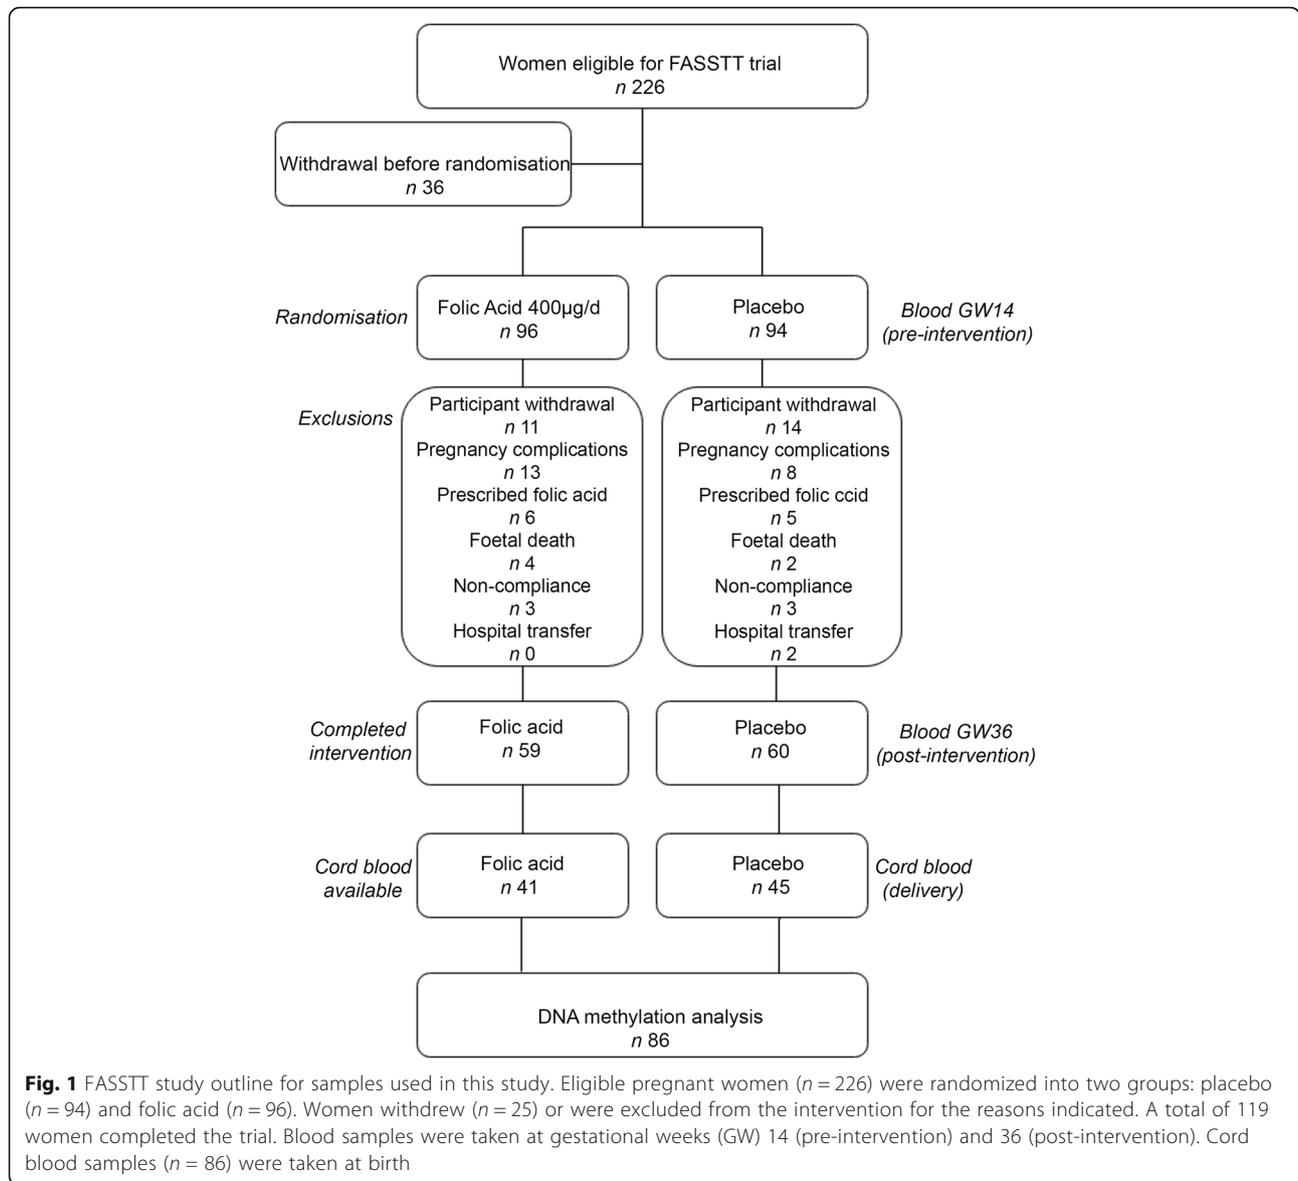 Women eligible for FASSTT trial
n 226
Withdrawal before randomisation
n 36
Randomisation
Folic Acid 400µg/d
n 96
Placebo
n 94
Blood GW14
(pre-intervention)
Exclusions
Participant withdrawal
n 11
Pregnancy complications
n 13
Prescribed folic acid
n 6
Foetal death
n 4
Non-compliance
n 3
Hospital transfer
n 0
Participant withdrawal
n 14
Pregnancy complications
n 8
Prescribed folic ccid
n 5
Foetal death
n 2
Non-compliance
n 3
Hospital transfer
n 2
Completed
intervention
Folic acid
n 59
Placebo
n 60
Blood GW36
(post-intervention)
Cord blood
available
Folic acid
n 41
Placebo
n 45
Cord blood
(delivery)
DNA methylation analysis
n 86
Fig. 1 FASSTT study outline for samples used in this study. Eligible pregnant women (n = 226) were randomized into two groups: placebo
(n = 94) and folic acid (n = 96). Women withdrew (n = 25) or were excluded from the intervention for the reasons indicated. A total of 119
women completed the trial. Blood samples were taken at gestational weeks (GW) 14 (pre-intervention) and 36 (post-intervention). Cord
blood samples (n = 86) were taken at birth